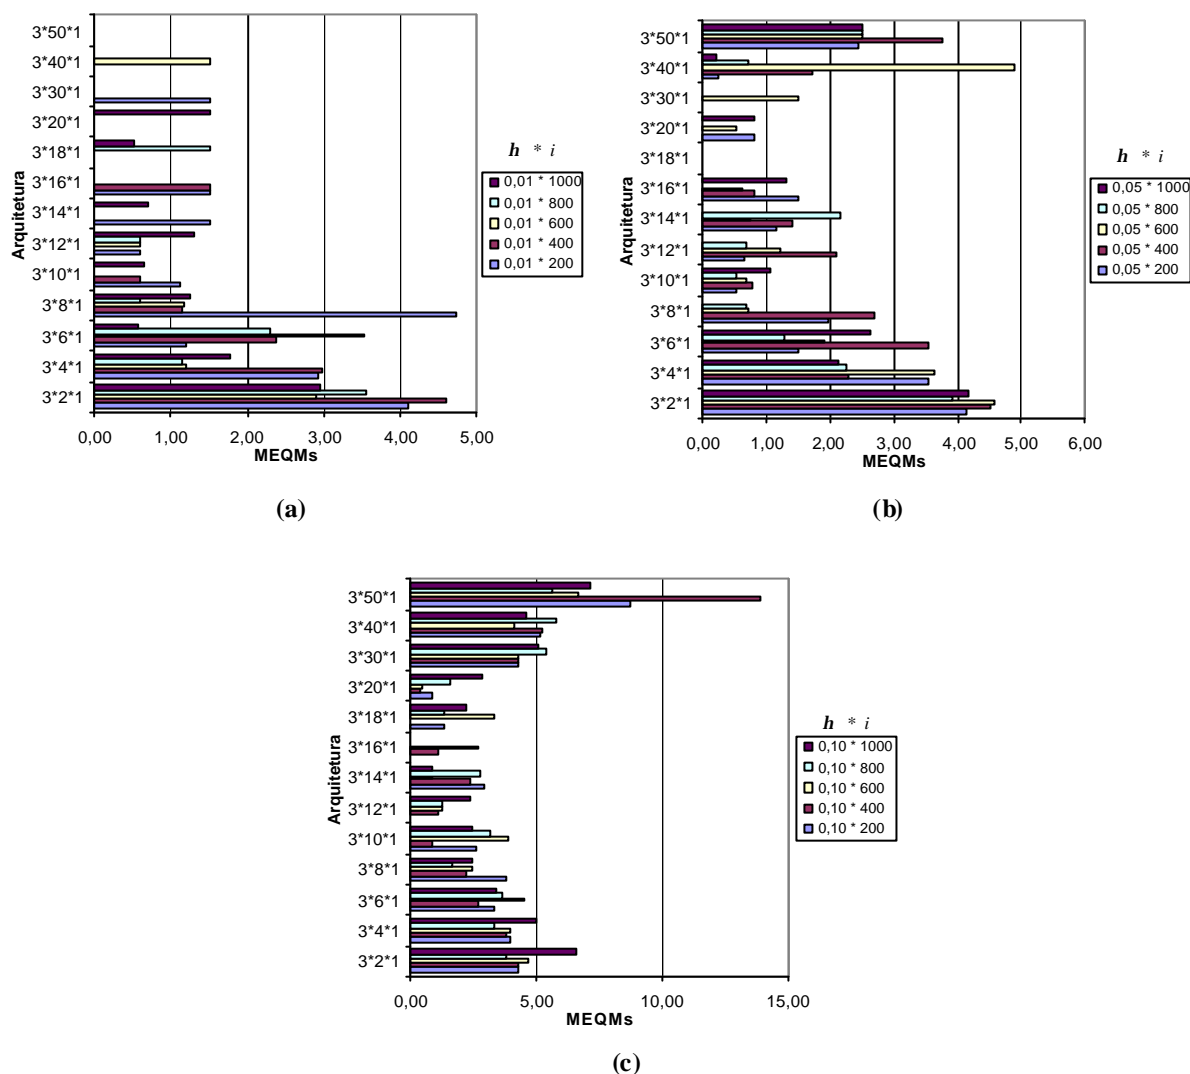 3*50*1
3*40*1
3*30*1
3*20*1
3*18*1
3*16*1
3*14*1
3*12*1
3*10*1
3*8*1
3*6*1
3*4*1
3*2*1
Arquitetura
0,00 1,00 2,00 3,00 4,00 5,00
MEQMs
h * i
0,01 * 1000
0,01 * 800
0,01 * 600
0,01 * 400
0,01 * 200
(a)
3*50*1
3*40*1
3*30*1
3*20*1
3*18*1
3*16*1
3*14*1
3*12*1
3*10*1
3*8*1
3*6*1
3*4*1
3*2*1
Arquitetura
0,00 1,00 2,00 3,00 4,00 5,00 6,00
MEQMs
h * i
0,05 * 1000
0,05 * 800
0,05 * 600
0,05 * 400
0,05 * 200
(b)
3*50*1
3*40*1
3*30*1
3*20*1
3*18*1
3*16*1
3*14*1
3*12*1
3*10*1
3*8*1
3*6*1
3*4*1
3*2*1
Arquitetura
0,00 5,00 10,00 15,00
MEQMs
h * i
0,10 * 1000
0,10 * 800
0,10 * 600
0,10 * 400
0,10 * 200
(c)